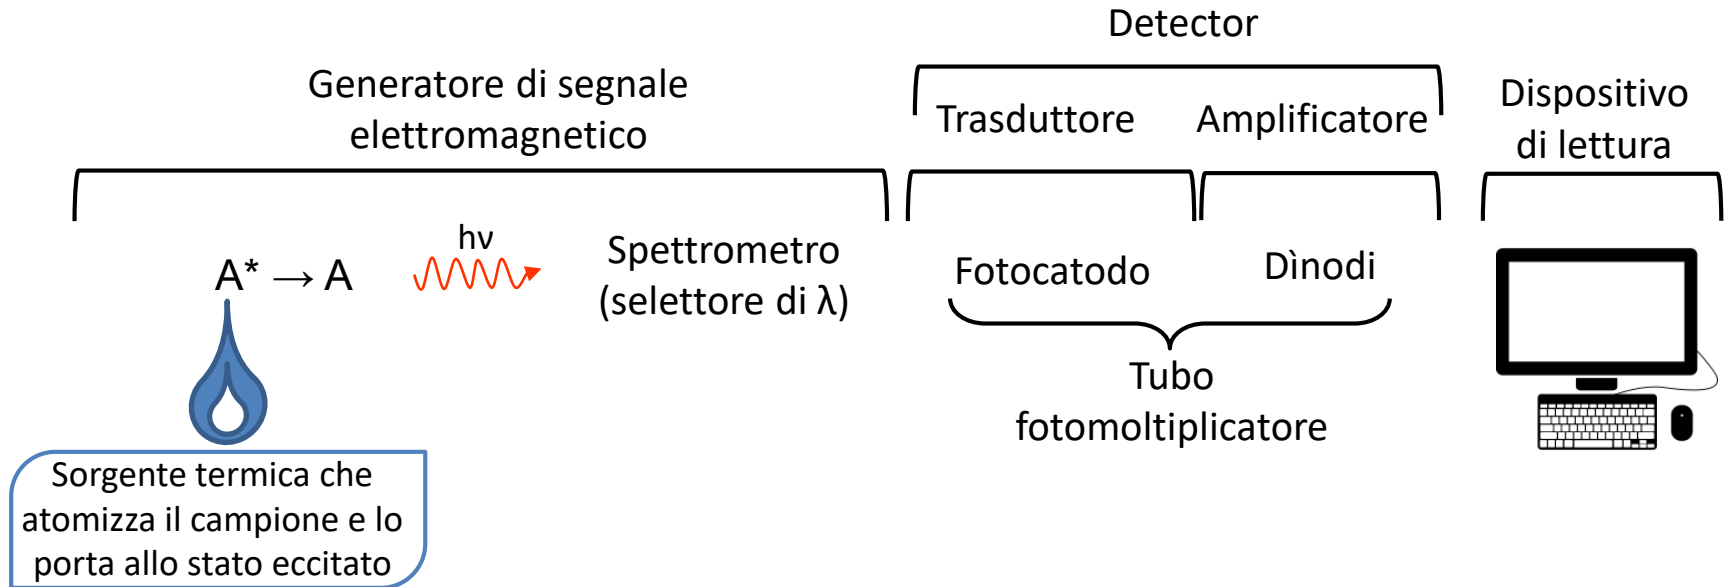 Detector
Generatore di segnale
elettromagnetico
Trasduttore
Amplificatore
Dispositivo
di lettura
A* → A
hν
Spettrometro
(selettore di λ)
Fotocatodo
Dìnodi
Tubo
fotomoltiplicatore
Sorgente termica che
atomizza il campione e lo
porta allo stato eccitato